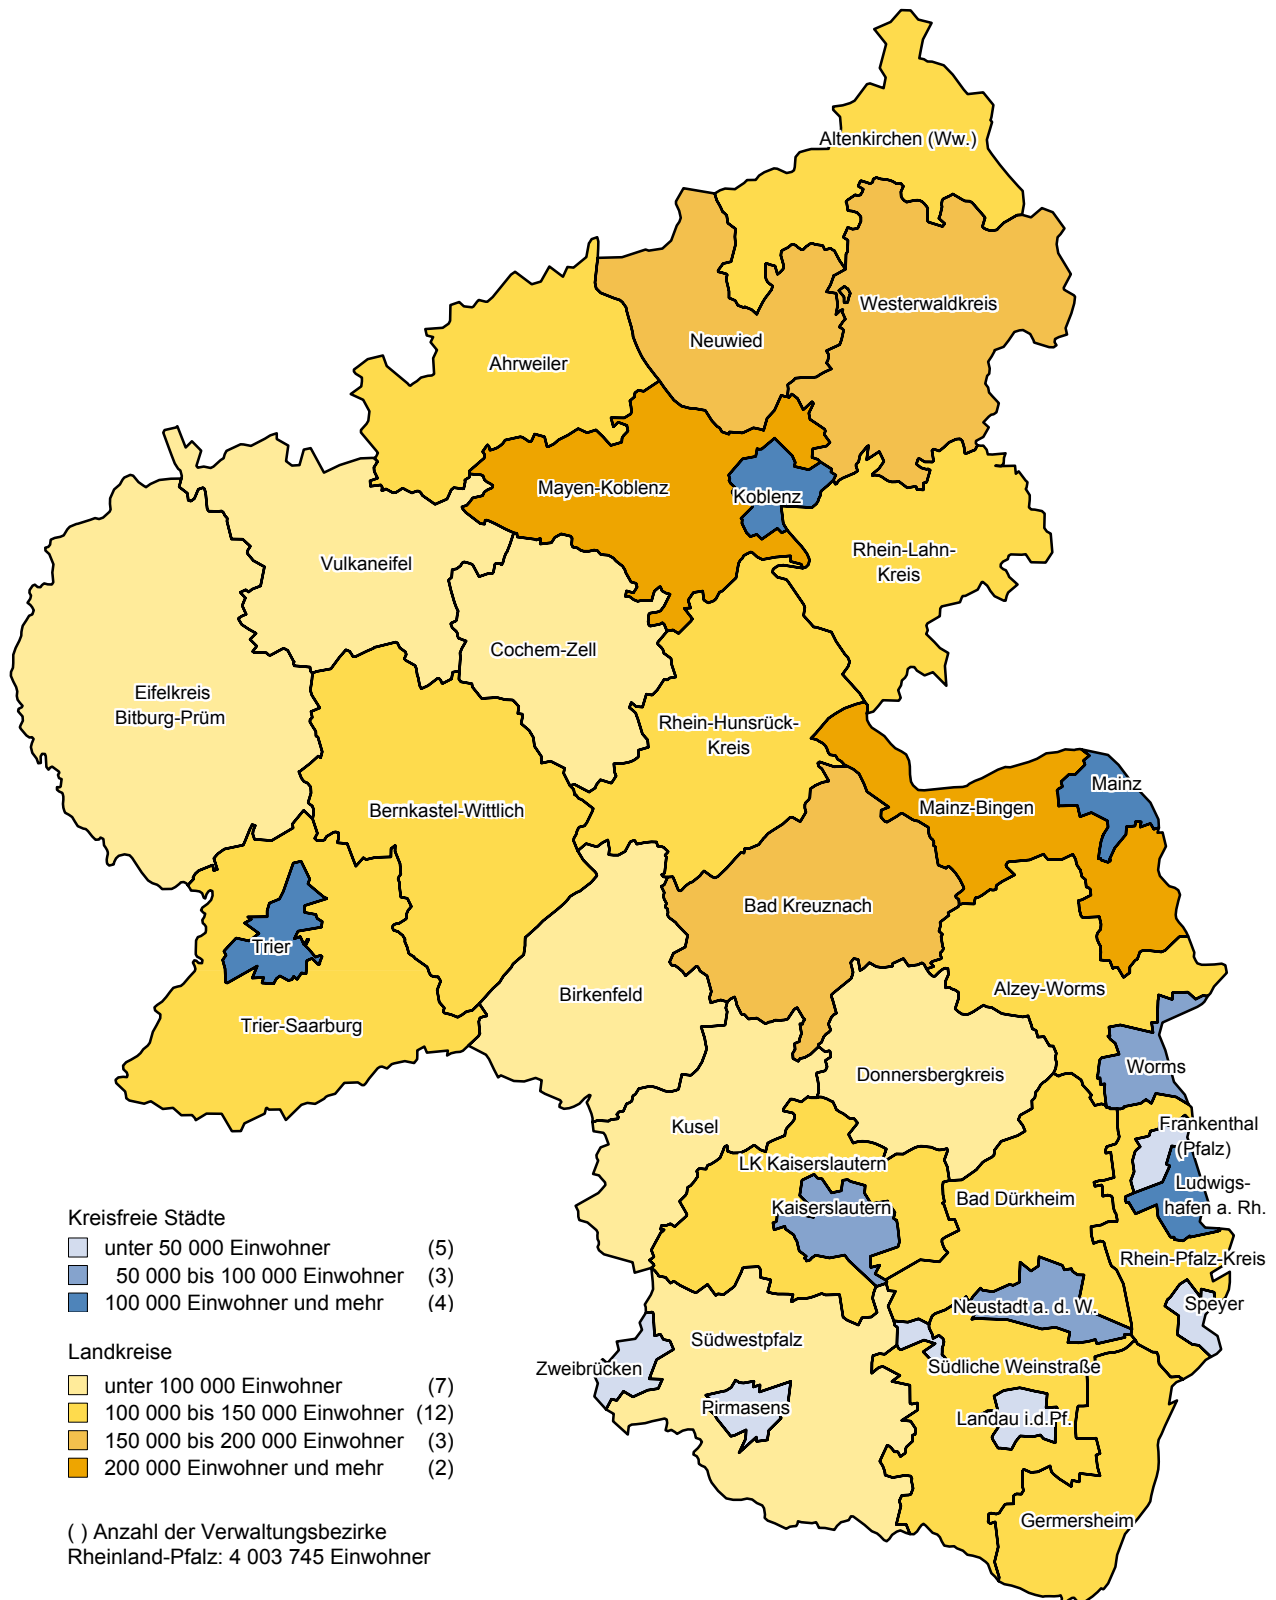 Altenkirchen (Ww.)
Westerwaldkreis
Neuwied
Ahrweiler
Mayen-Koblenz
Koblenz
Rhein-Lahn-
Kreis
Vulkaneifel
Cochem-Zell
Eifelkreis
Bitburg-Prüm
Rhein-Hunsrück-
Kreis
Mainz
Mainz-Bingen
Bernkastel-Wittlich
Bad Kreuznach
Trier
Alzey-Worms
Birkenfeld
Trier-Saarburg
Worms
Donnersbergkreis
Kusel
Frankenthal
(Pfalz)
LK Kaiserslautern
Ludwigs-
hafen a. Rh.
Bad Dürkheim
Kaiserslautern
Rhein-Pfalz-Kreis
Speyer
Neustadt a. d. W.
Südwestpfalz
Zweibrücken
Südliche Weinstraße
Pirmasens
Landau i.d.Pf.
Germersheim
Kreisfreie Städte
unter 50 000 Einwohner (5)
50 000 bis 100 000 Einwohner (3)
100 000 Einwohner und mehr (4)
Landkreise
unter 100 000 Einwohner (7)
100 000 bis 150 000 Einwohner (12)
150 000 bis 200 000 Einwohner (3)
200 000 Einwohner und mehr (2)
( ) Anzahl der Verwaltungsbezirke
Rheinland-Pfalz: 4 003 745 Einwohner